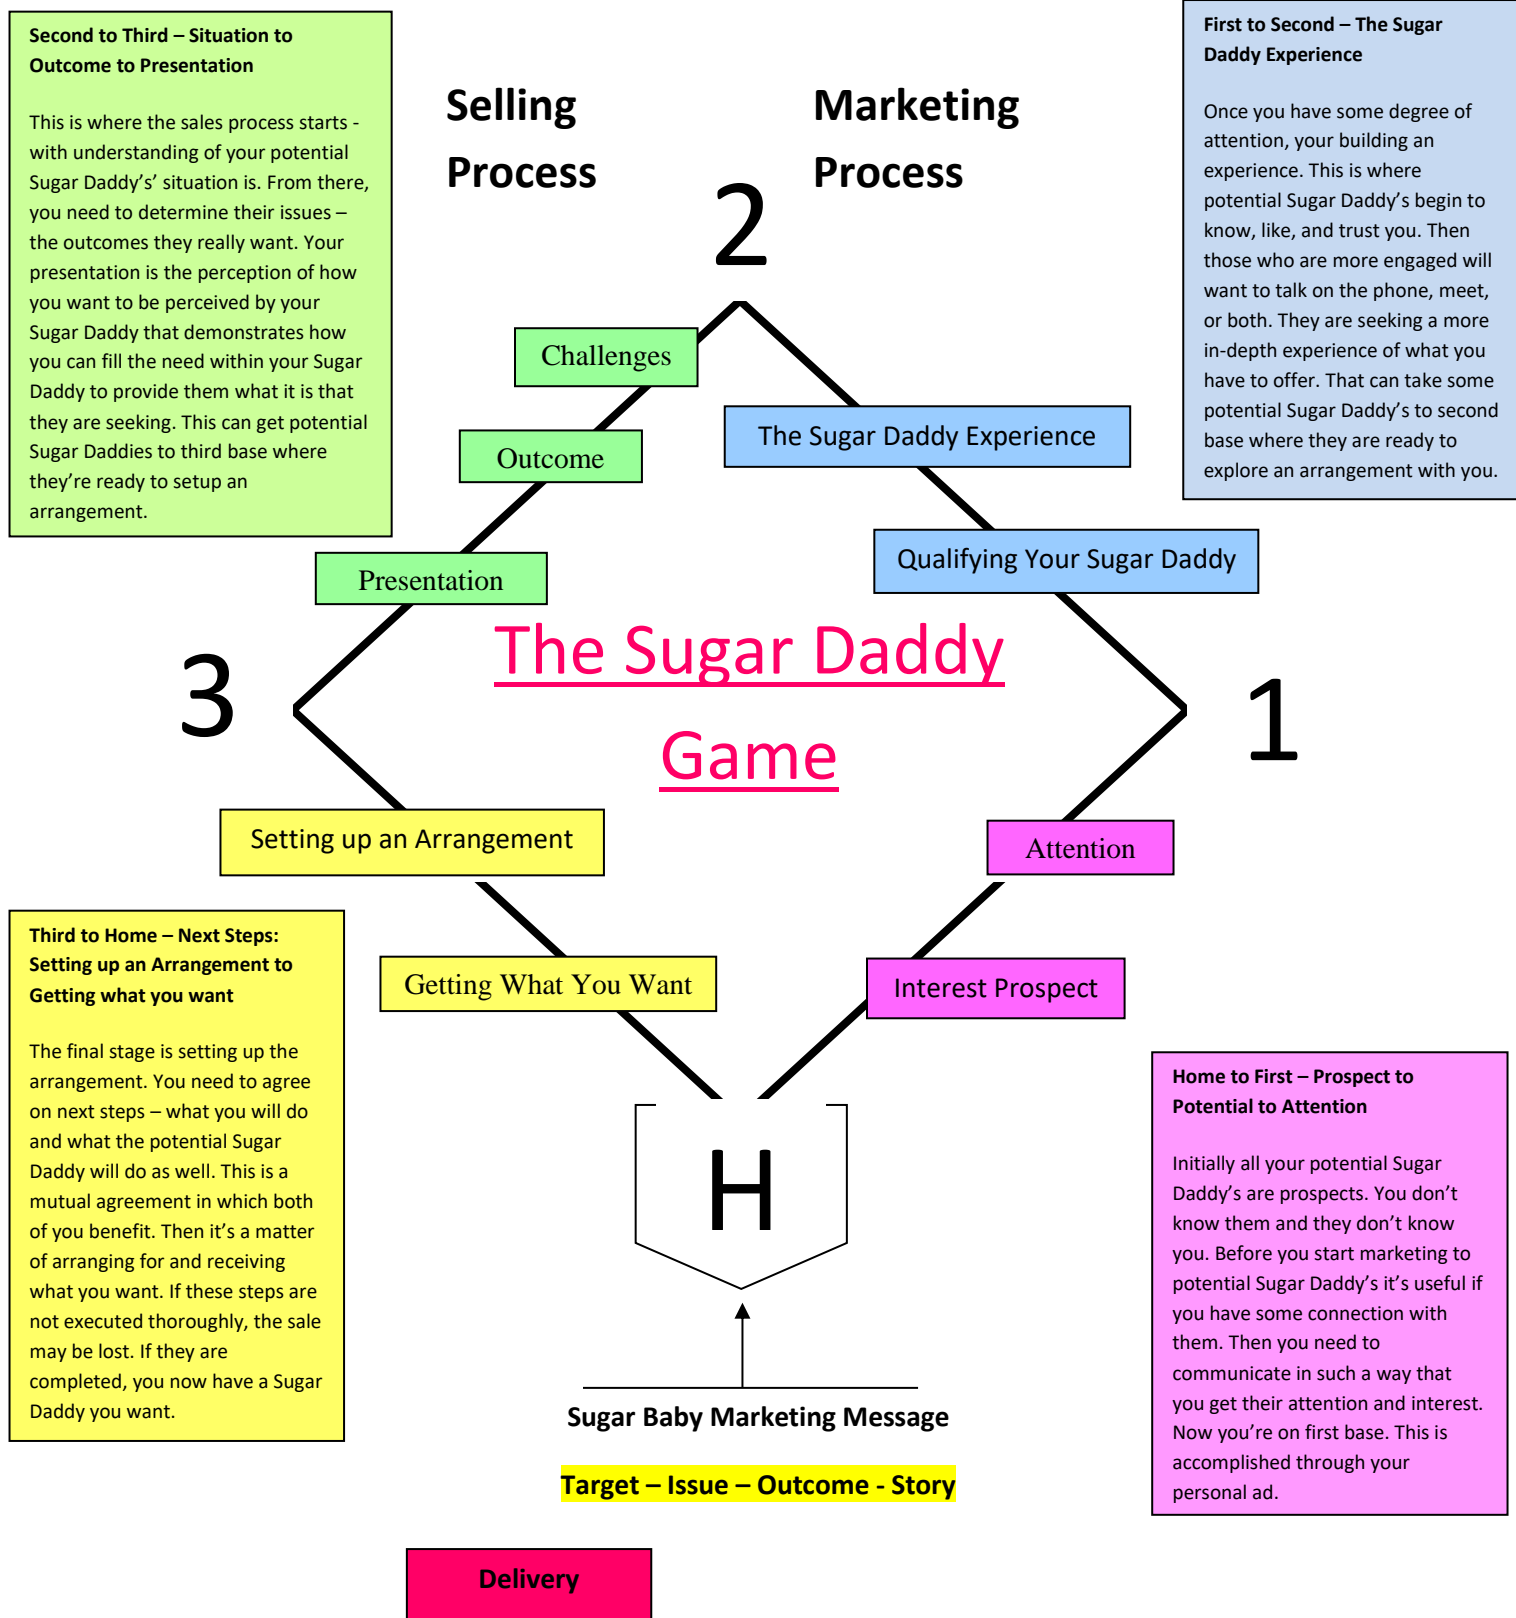 Second to Third – Situation to
Outcome to Presentation
This is where the sales process starts -
with understanding of your potential
Sugar Daddy’s’ situation is. From there,
you need to determine their issues –
the outcomes they really want. Your
presentation is the perception of how
you want to be perceived by your
Sugar Daddy that demonstrates how
you can fill the need within your Sugar
Daddy to provide them what it is that
they are seeking. This can get potential
Sugar Daddies to third base where
they’re ready to setup an
arrangement.
Selling
Process
Marketing
Process
First to Second – The Sugar
Daddy Experience
Once you have some degree of
attention, your building an
experience. This is where
potential Sugar Daddy’s begin to
know, like, and trust you. Then
those who are more engaged will
want to talk on the phone, meet,
or both. They are seeking a more
in-depth experience of what you
have to offer. That can take some
potential Sugar Daddy’s to second
base where they are ready to
explore an arrangement with you.
2
Challenges
The Sugar Daddy Experience
Outcome
Qualifying Your Sugar Daddy
Presentation
The Sugar Daddy
Game
3
1
Setting up an Arrangement
Attention
Getting What You Want
Interest Prospect
Third to Home – Next Steps:
Setting up an Arrangement to
Getting what you want
The final stage is setting up the
arrangement. You need to agree
on next steps – what you will do
and what the potential Sugar
Daddy will do as well. This is a
mutual agreement in which both
of you benefit. Then it’s a matter
of arranging for and receiving
what you want. If these steps are
not executed thoroughly, the sale
may be lost. If they are
completed, you now have a Sugar
Daddy you want.
H
Home to First – Prospect to
Potential to Attention
Initially all your potential Sugar
Daddy’s are prospects. You don’t
know them and they don’t know
you. Before you start marketing to
potential Sugar Daddy’s it’s useful if
you have some connection with
them. Then you need to
communicate in such a way that
you get their attention and interest.
Now you’re on first base. This is
accomplished through your
personal ad.
Sugar Baby Marketing Message
Target – Issue – Outcome - Story
Delivery